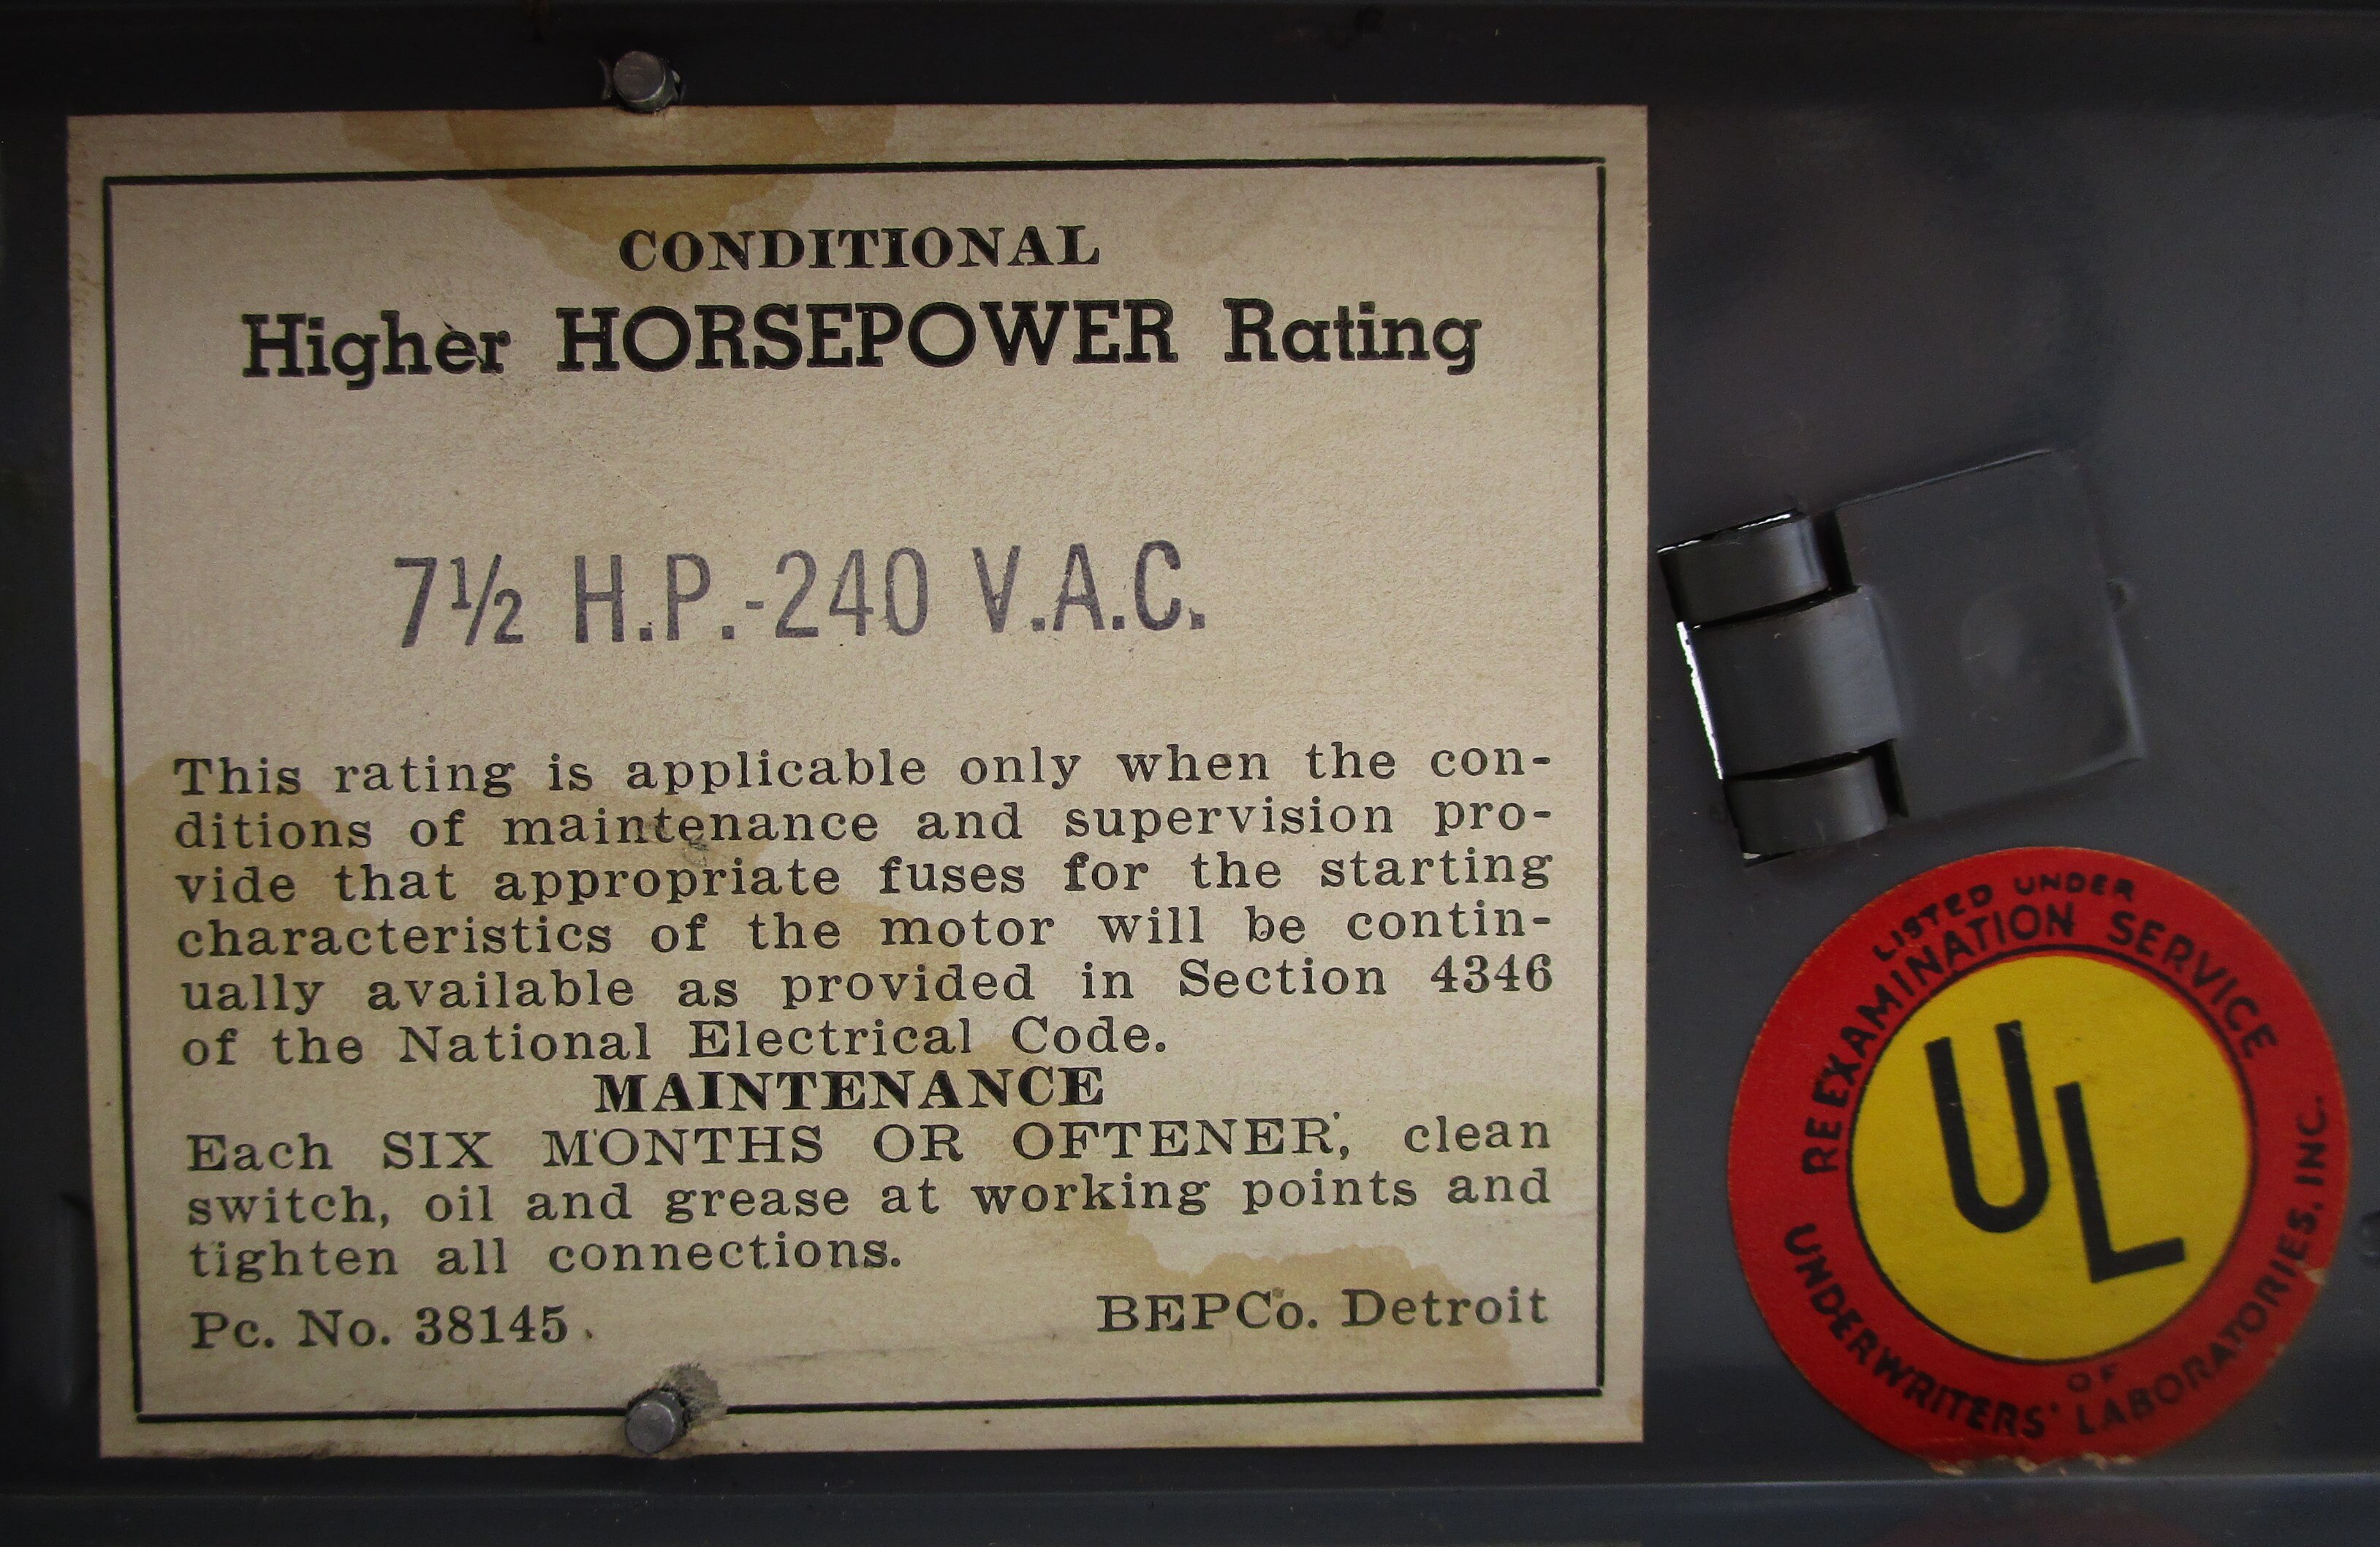 CONDITIONAL
Higher HORSEPOWER Rating
7½ H.P.-240 V.A.C.
This rating is applicable only when the con-
ditions of maintenance and supervision pro-
vide that appropriate fuses for the starting
characteristics of the motor will be contin-
ually available as provided in Section 4346
of the National Electrical Code.
MAINTENANCE
Each SIX MONTHS OR OFTENER, clean
switch, oil and grease at working points and
tighten all connections.
Pc. No. 38145.
BEPCo. Detroit
LISTED UNDER
REEXAMINATION SERVICE
UL
OF
UNDERWRITERS' LABORATORIES, INC.